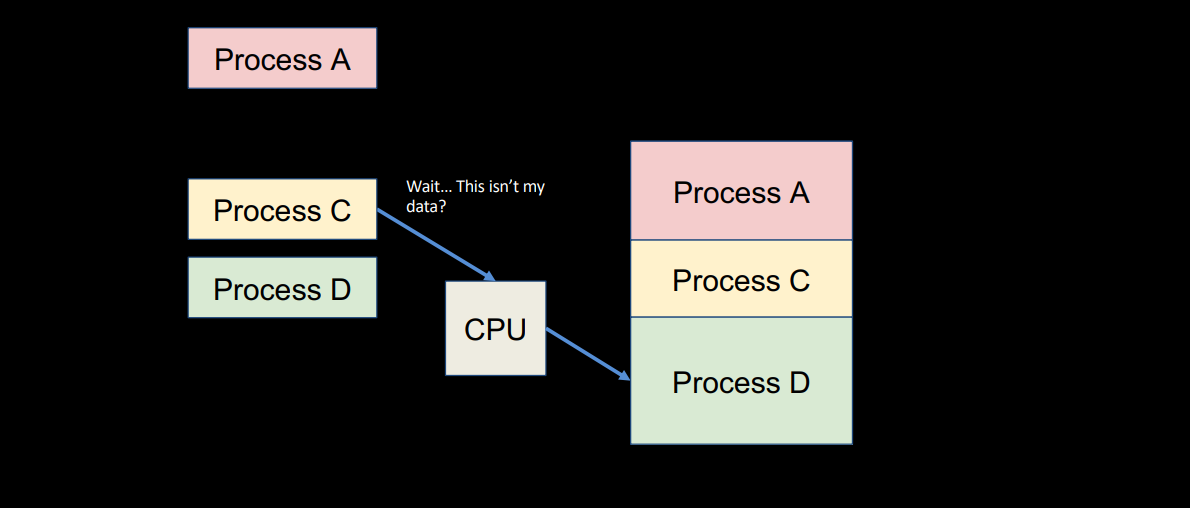 Process A
Process A
Wait... This isn't my
data?
Process C
Process C
Process D
CPU
Process D